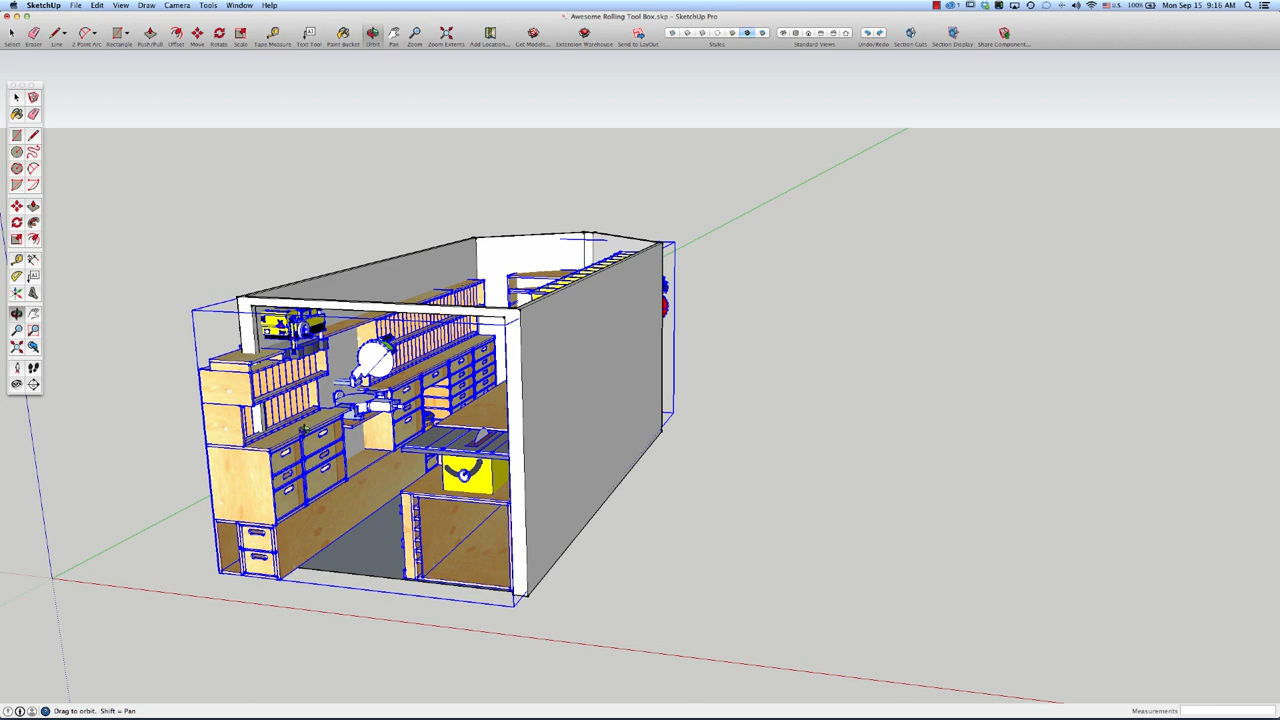 SketchUp File Edit View Draw Camera Tools Window Help U.S. 100% Mon Sep 15 9:16 AM
Awesome Rolling Tool Box.skp - SketchUp Pro
Select Eraser Line 2 Point Arc Rectangle Push/Pull Offset Move Rotate Scale Tape Measure Text Tool Paint Bucket Orbit Pan Zoom Zoom Extents Add Location... Get Models... Extension Warehouse Send to LayOut Styles Standard Views Undo/Redo Section Cuts Section Display Share Component...
Drag to orbit. Shift = Pan Measurements